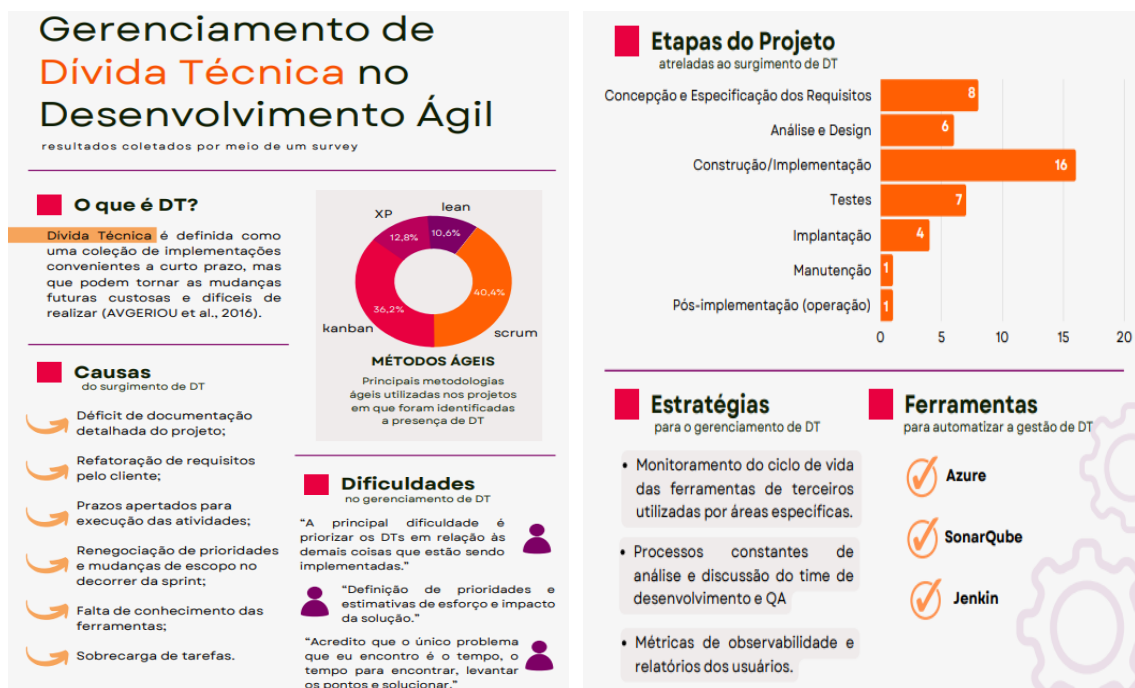 Gerenciamento de
Dívida Técnica no
Desenvolvimento Ágil
resultados coletados por meio de um survey
O que é DT?
Dívida Técnica é definida como
uma coleção de implementações
convenientes a curto prazo, mas
que podem tornar as mudanças
futuras custosas e difíceis de
realizar (AVGERIOU et al., 2016).
XP
lean
12,8%
10,6%
40,4%
36,2%
kanban
scrum
MÉTODOS ÁGEIS
Principais metodologias
ágeis utilizadas nos projetos
em que foram identificadas
a presença de DT
Causas
do surgimento de DT
Déficit de documentação
detalhada do projeto;
Refatoração de requisitos
pelo cliente;
Prazos apertados para
execução das atividades;
Renegociação de prioridades
e mudanças de escopo no
decorrer da sprint;
Falta de conhecimento das
ferramentas;
Sobrecarga de tarefas.
Dificuldades
no gerenciamento de DT
"A principal dificuldade é
priorizar os DTs em relação às
demais coisas que estão sendo
implementadas."
"Definição de prioridades e
estimativas de esforço e impacto
da solução."
"Acredito que o único problema
que eu encontro é o tempo, o
tempo para encontrar, levantar
os pontos e solucionar."
Etapas do Projeto
atreladas ao surgimento de DT
Concepção e Especificação dos Requisitos 8
Análise e Design 6
Construção/Implementação 16
Testes 7
Implantação 4
Manutenção 1
Pós-implementação (operação) 1
0 5 10 15 20
Estratégias
para o gerenciamento de DT
• Monitoramento do ciclo de vida
das ferramentas de terceiros
utilizadas por áreas específicas.
• Processos constantes de
análise e discussão do time de
desenvolvimento e QA
• Métricas de observabilidade e
relatórios dos usuários.
Ferramentas
para automatizar a gestão de DT
Azure
SonarQube
Jenkin